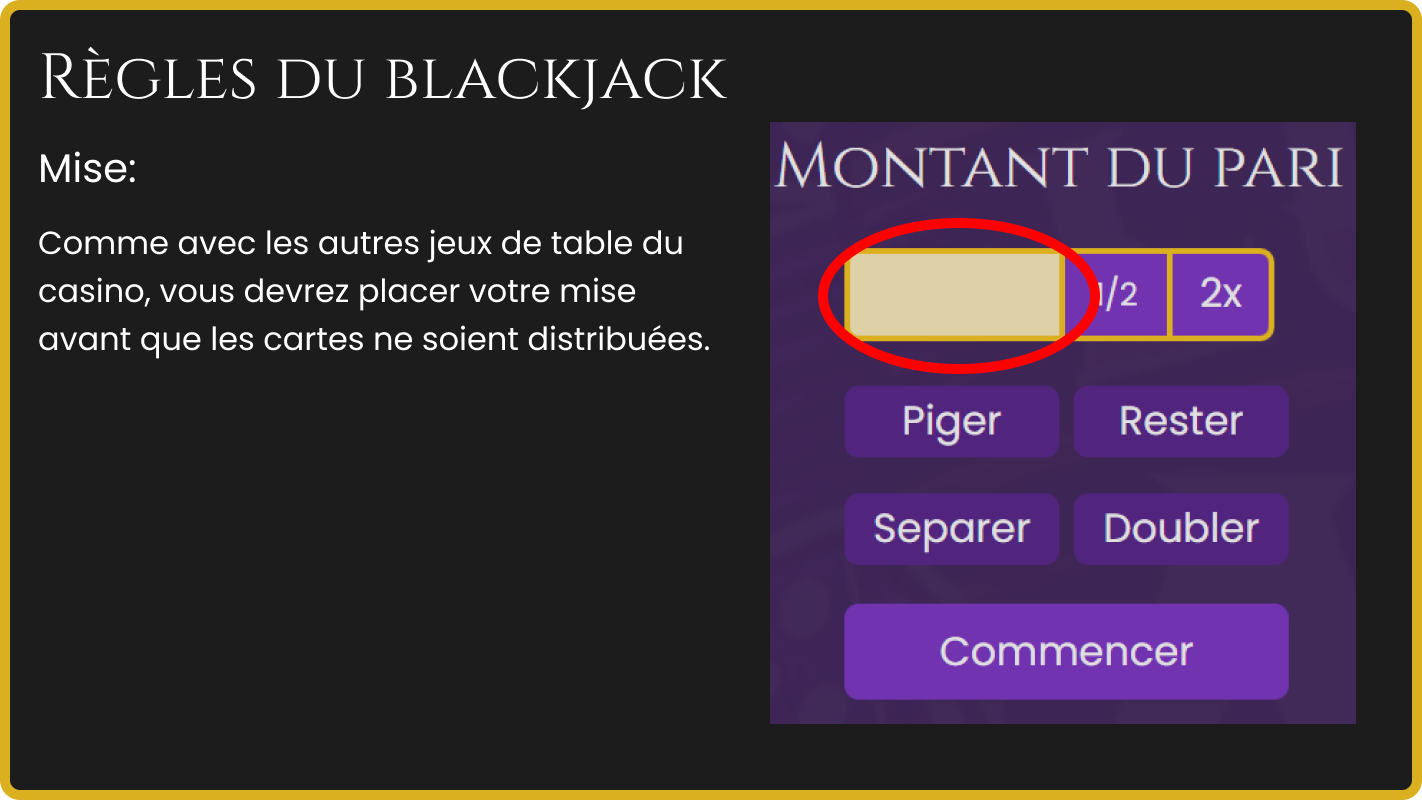 Règles du blackjack
Mise:
Comme avec les autres jeux de table du
casino, vous devrez placer votre mise
avant que les cartes ne soient distribuées.
Montant du pari
1/2 2x
Piger Rester
Separer Doubler
Commencer